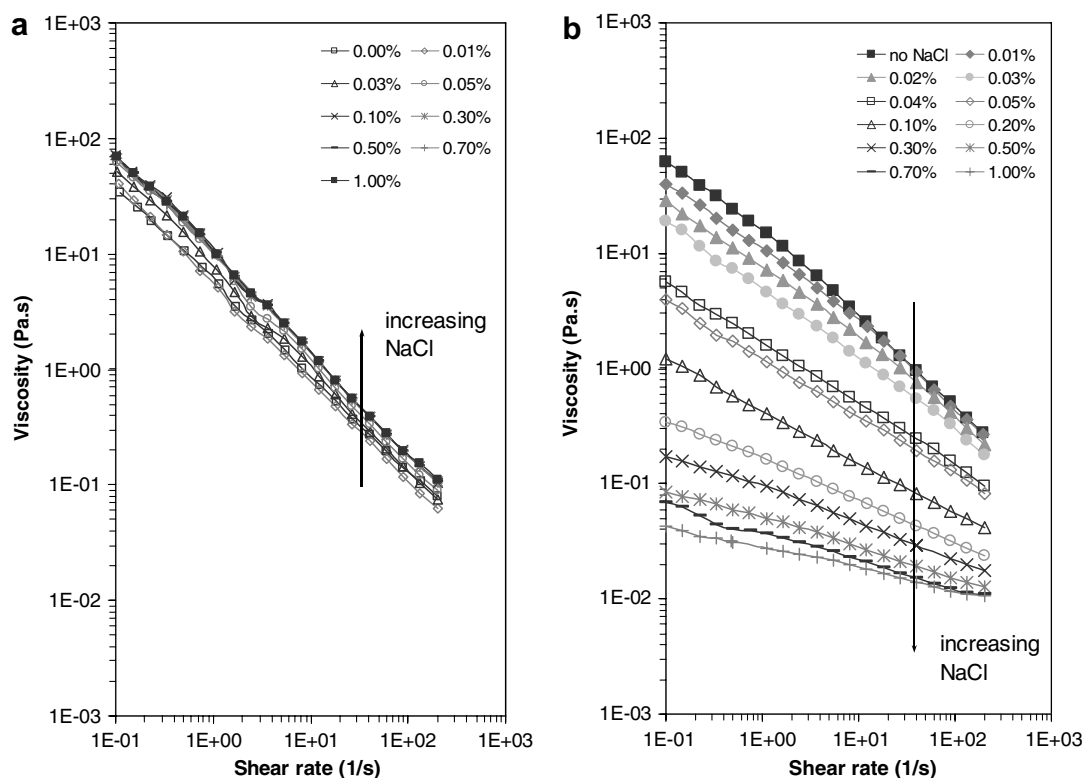 a
1E+03
1E+02
1E+01
1E+00
1E-01
1E-02
1E-03
Viscosity (Pa.s)
0.00% 0.01%
0.03% 0.05%
0.10% 0.30%
0.50% 0.70%
1.00%
increasing
NaCl
1E-01 1E+00 1E+01 1E+02 1E+03
Shear rate (1/s)
b
1E+03
1E+02
1E+01
1E+00
1E-01
1E-02
1E-03
Viscosity (Pa.s)
no NaCl 0.01%
0.02% 0.03%
0.04% 0.05%
0.10% 0.20%
0.30% 0.50%
0.70% 1.00%
increasing
NaCl
1E-01 1E+00 1E+01 1E+02 1E+03
Shear rate (1/s)